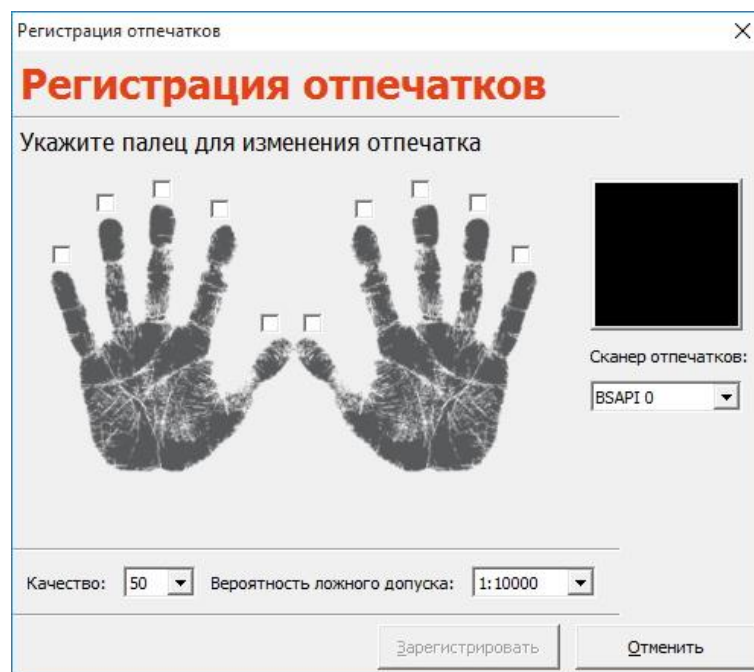 Регистрация отпечатков
Регистрация отпечатков
Укажите палец для изменения отпечатка
Сканер отпечатков:
BSAPI 0
Качество: 50 Вероятность ложного допуска: 1:10000
Зарегистрировать Отменить